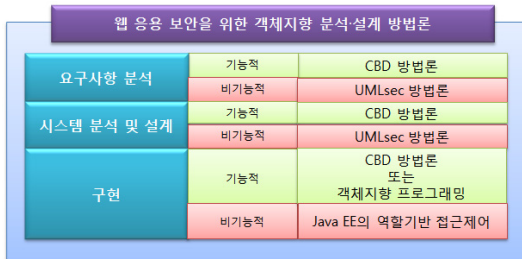 웹 응용 보안을 위한 객체지향 분석·설계 방법론
요구사항 분석
기능적
CBD 방법론
비기능적
UMLsec 방법론
시스템 분석 및 설계
기능적
CBD 방법론
비기능적
UMLsec 방법론
구현
기능적
CBD 방법론
또는
객체지향 프로그래밍
비기능적
Java EE의 역할기반 접근제어